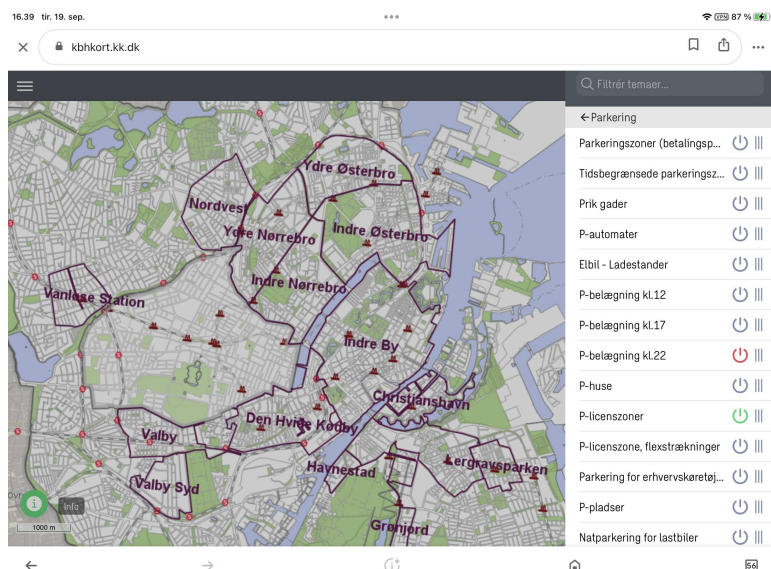 16.39 tir. 19. sep.
VPN 87 %
kbhkort.kk.dk
Filtrér temaer...
Parkering
Parkeringszoner (betalingsp...
Tidsbegrænsede parkeringsz...
Prik gader
P-automater
Elbil - Ladestander
P-belægning kl.12
P-belægning kl.17
P-belægning kl.22
P-huse
P-licenszoner
P-licenszone, flexstrækninger
Parkering for erhvervskøretøj...
P-pladser
Natparkering for lastbiler
Ydre Østerbro
Nordvest
Ydre Nørrebro
Indre Østerbro
Indre Nørrebro
Vanløse Station
Indre By
Christianshavn
Den Hvide Kødby
Valby
Havnestad
Lergravsparken
Valby Syd
Grønjord
Info
1000 m
56